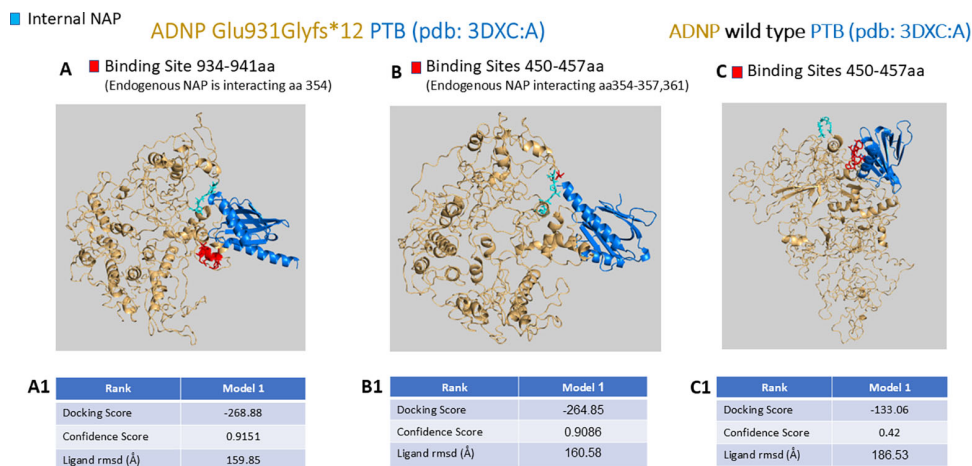 Internal NAP
ADNP Glu931Glyfs*12 PTB (pdb: 3DXC:A)
ADNP wild type PTB (pdb: 3DXC:A)
A Binding Site 934-941aa
(Endogenous NAP is interacting aa 354)
B Binding Sites 450-457aa
(Endogenous NAP interacting aa354-357,361)
C Binding Sites 450-457aa
A1
Rank Model 1
Docking Score -268.88
Confidence Score 0.9151
Ligand rmsd (Å) 159.85
B1
Rank Model 1
Docking Score -264.85
Confidence Score 0.9086
Ligand rmsd (Å) 160.58
C1
Rank Model 1
Docking Score -133.06
Confidence Score 0.42
Ligand rmsd (Å) 186.53